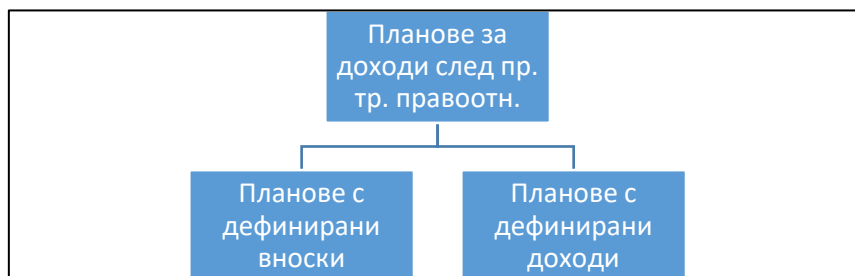 Планове за
доходи след пр.
тр. правоотн.
Планове с
дефинирани
вноски
Планове с
дефинирани
доходи